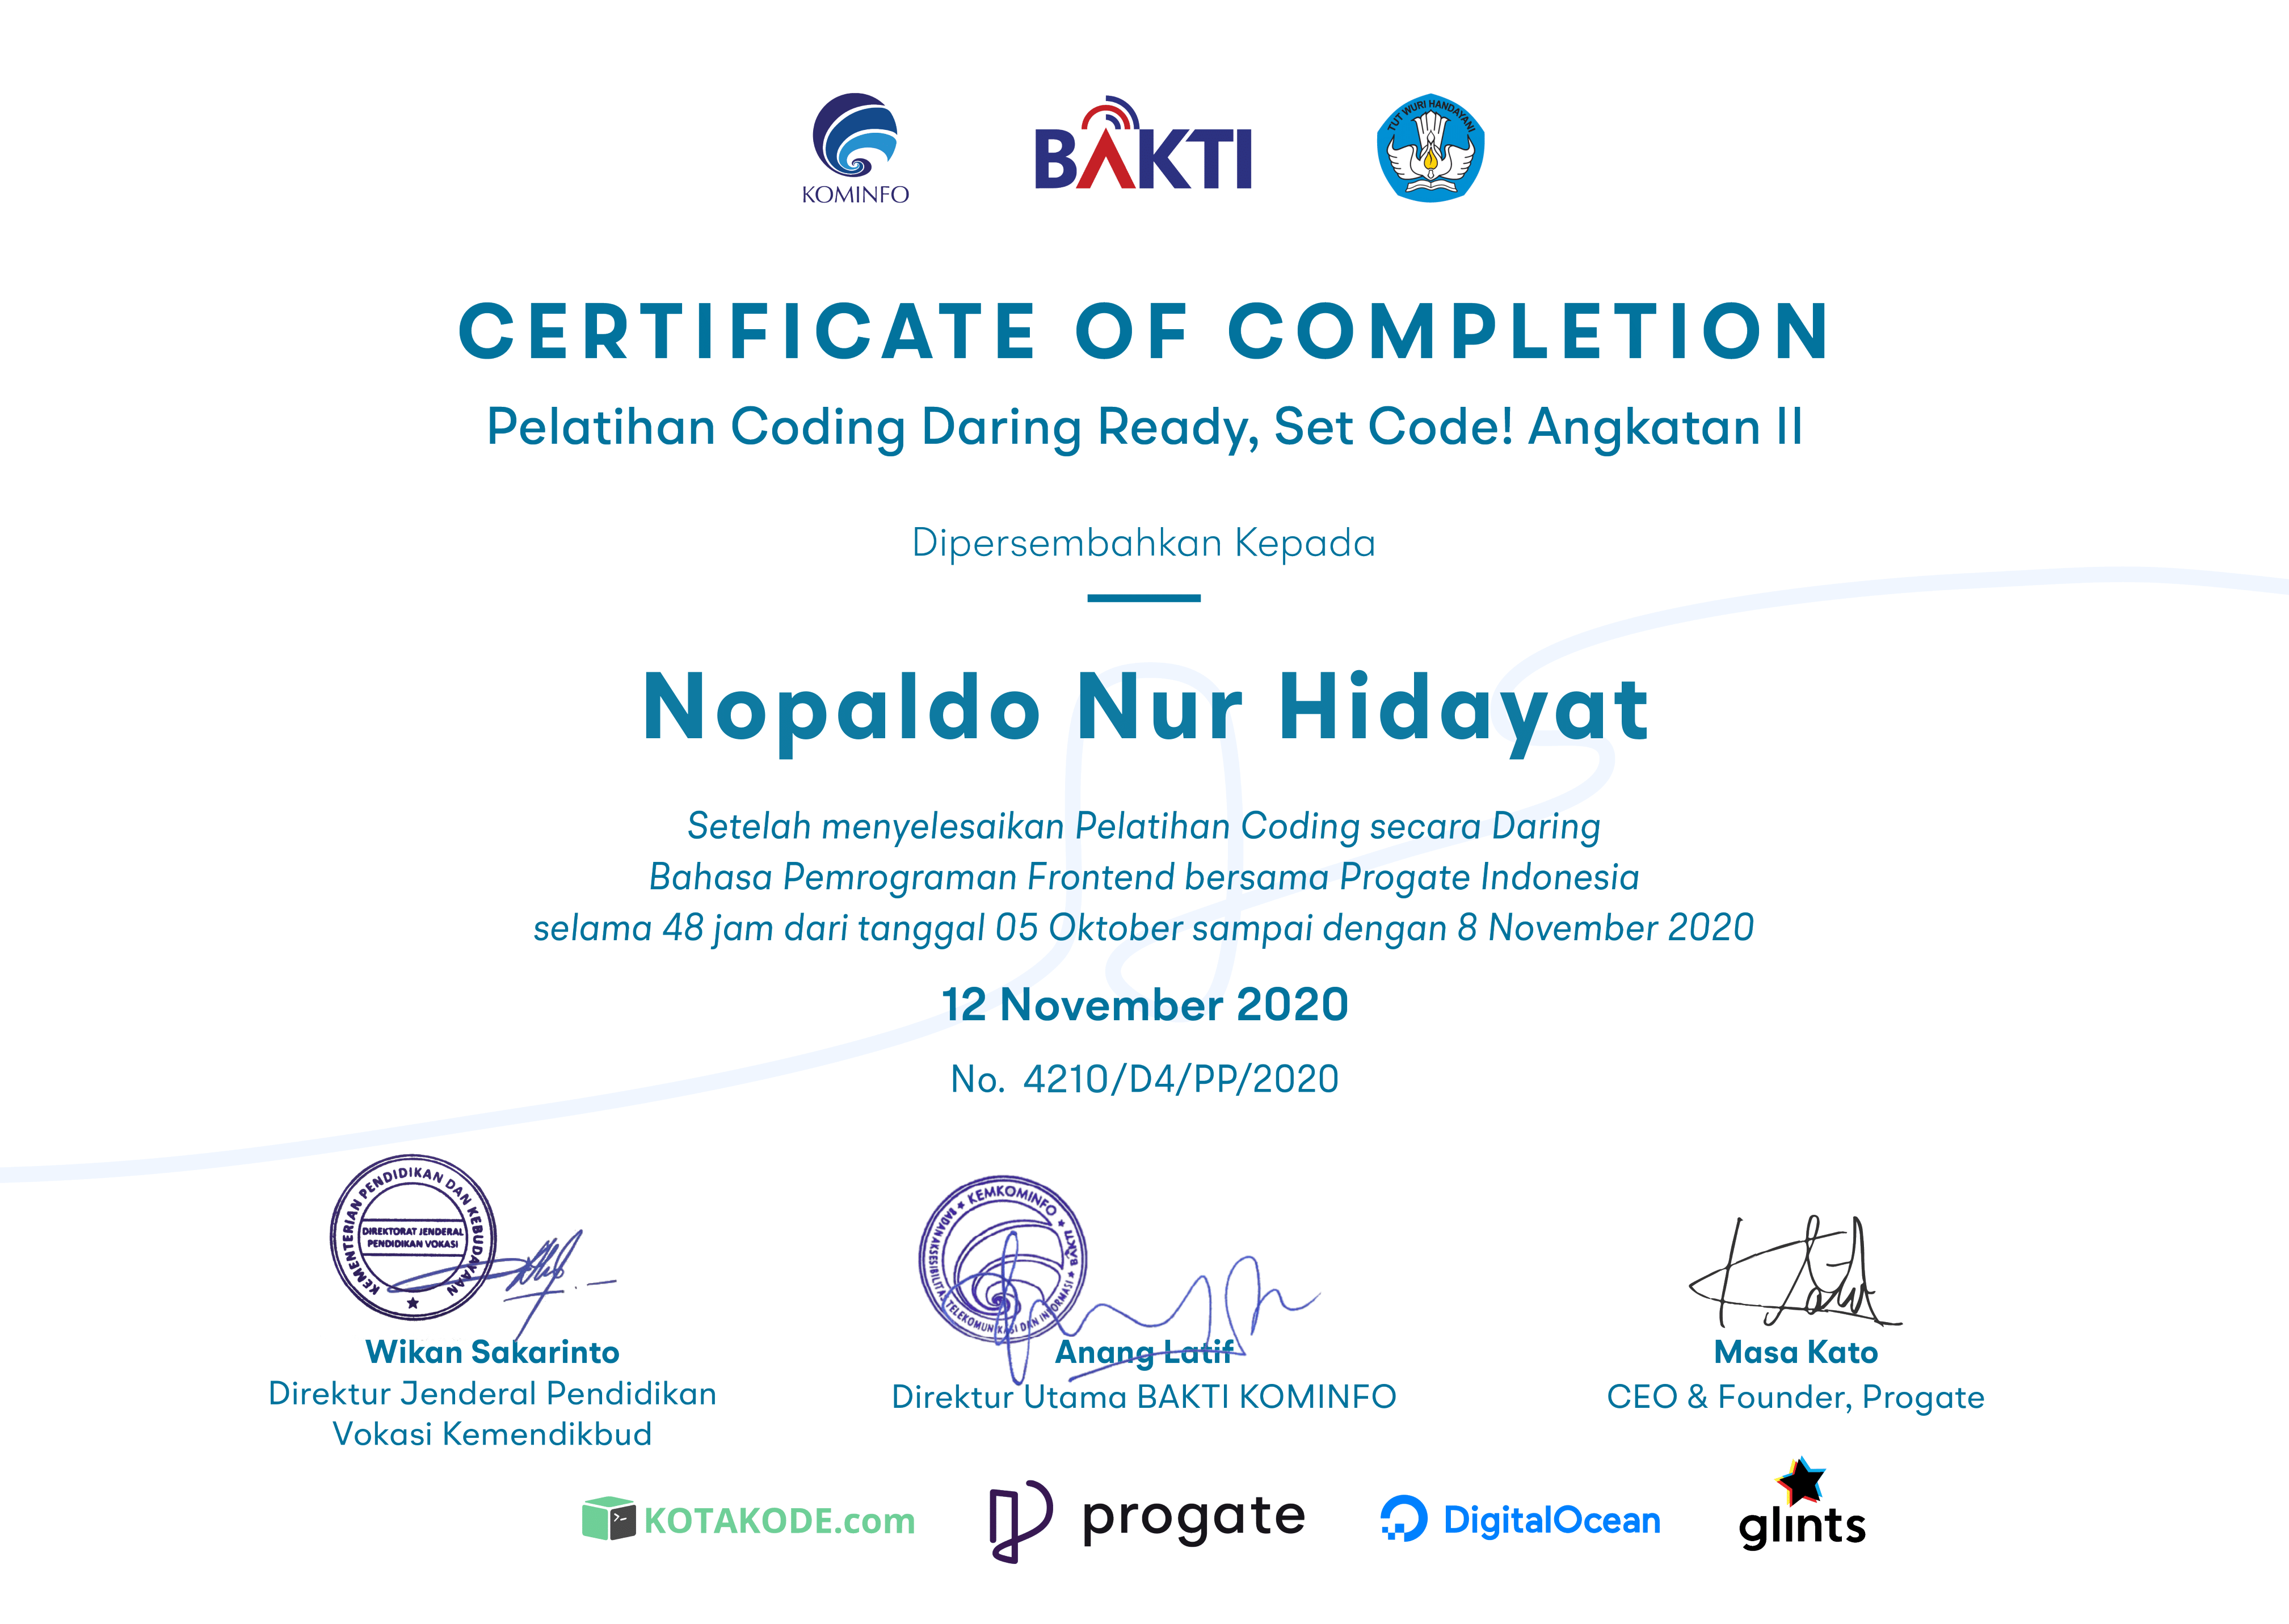 KOMINFO
BAKTI
TUT WURI HANDAYANI
CERTIFICATE OF COMPLETION
Pelatihan Coding Daring Ready, Set Code! Angkatan II
Dipersembahkan Kepada
Nopaldo Nur Hidayat
Setelah menyelesaikan Pelatihan Coding secara Daring
Bahasa Pemrograman Frontend bersama Progate Indonesia
selama 48 jam dari tanggal 05 Oktober sampai dengan 8 November 2020
12 November 2020
No. 4210/D4/PP/2020
KEMENTERIAN PENDIDIKAN DAN KEBUDAYAAN
DIREKTORAT JENDERAL
PENDIDIKAN VOKASI
KEMKOMINFO ★ BAKTI ★
BADAN AKSESIBILITAS TELEKOMUNIKASI DAN INFORMASI
Wikan Sakarinto
Direktur Jenderal Pendidikan
Vokasi Kemendikbud
Anang Latif
Direktur Utama BAKTI KOMINFO
Masa Kato
CEO & Founder, Progate
KOTAKODE.com
progate
DigitalOcean
glints